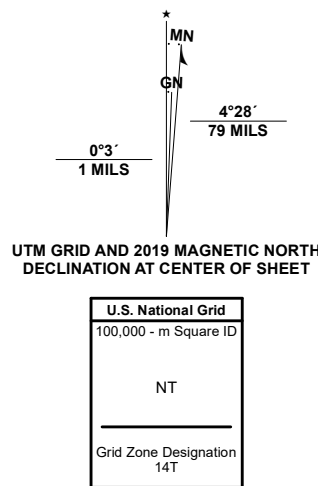 ★
MN
GN
4°28´
79 MILS
0°3´
1 MILS
UTM GRID AND 2019 MAGNETIC NORTH
DECLINATION AT CENTER OF SHEET
U.S. National Grid
100,000 - m Square ID
NT
Grid Zone Designation
14T